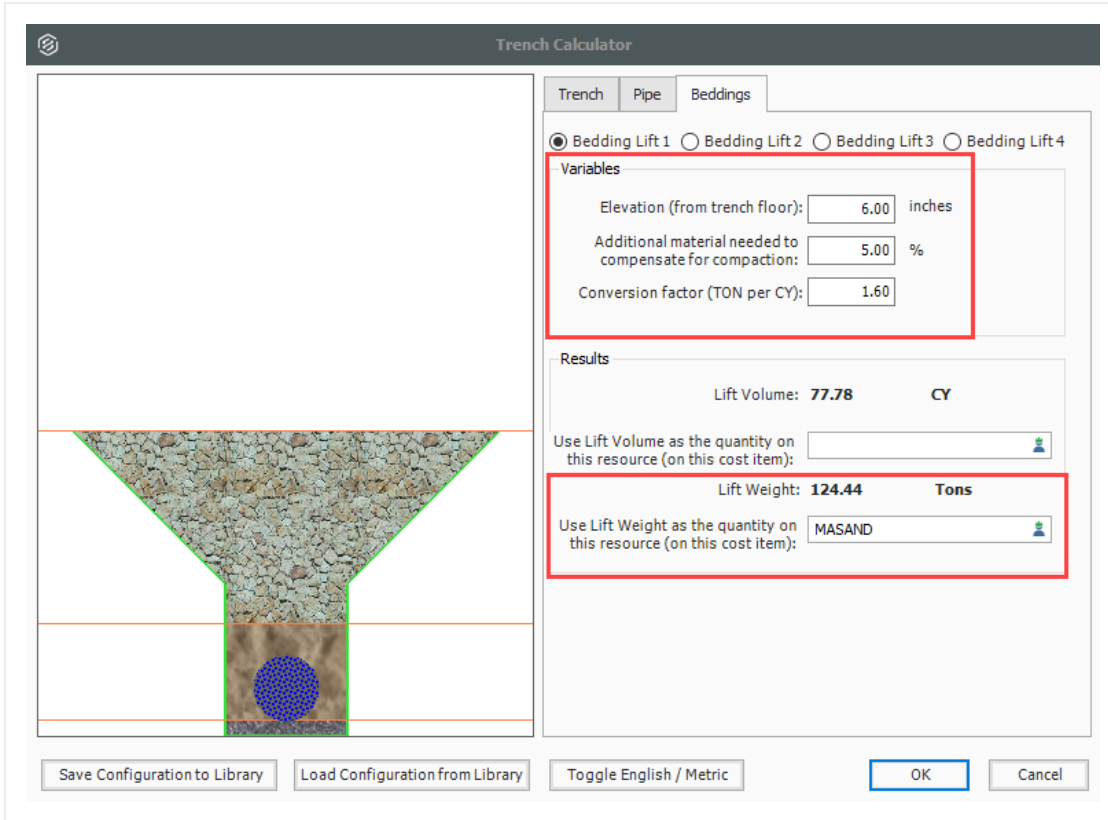 Trench Calculator
Trench Pipe Beddings
Bedding Lift 1 Bedding Lift 2 Bedding Lift 3 Bedding Lift 4
Variables
Elevation (from trench floor): 6.00 inches
Additional material needed to
compensate for compaction: 5.00 %
Conversion factor (TON per CY): 1.60
Results
Lift Volume: 77.78 CY
Use Lift Volume as the quantity on
this resource (on this cost item):
Lift Weight: 124.44 Tons
Use Lift Weight as the quantity on
this resource (on this cost item): MASAND
Save Configuration to Library Load Configuration from Library Toggle English / Metric OK Cancel